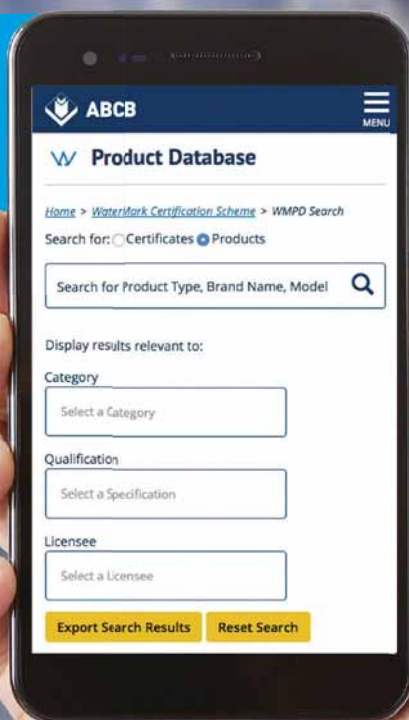 ABCB
MENU
Product Database
Home > WaterMark Certification Scheme > WMPD Search
Search for: Certificates Products
Search for Product Type, Brand Name, Model
Display results relevant to:
Category
Select a Category
Qualification
Select a Specification
Licensee
Select a Licensee
Export Search Results Reset Search